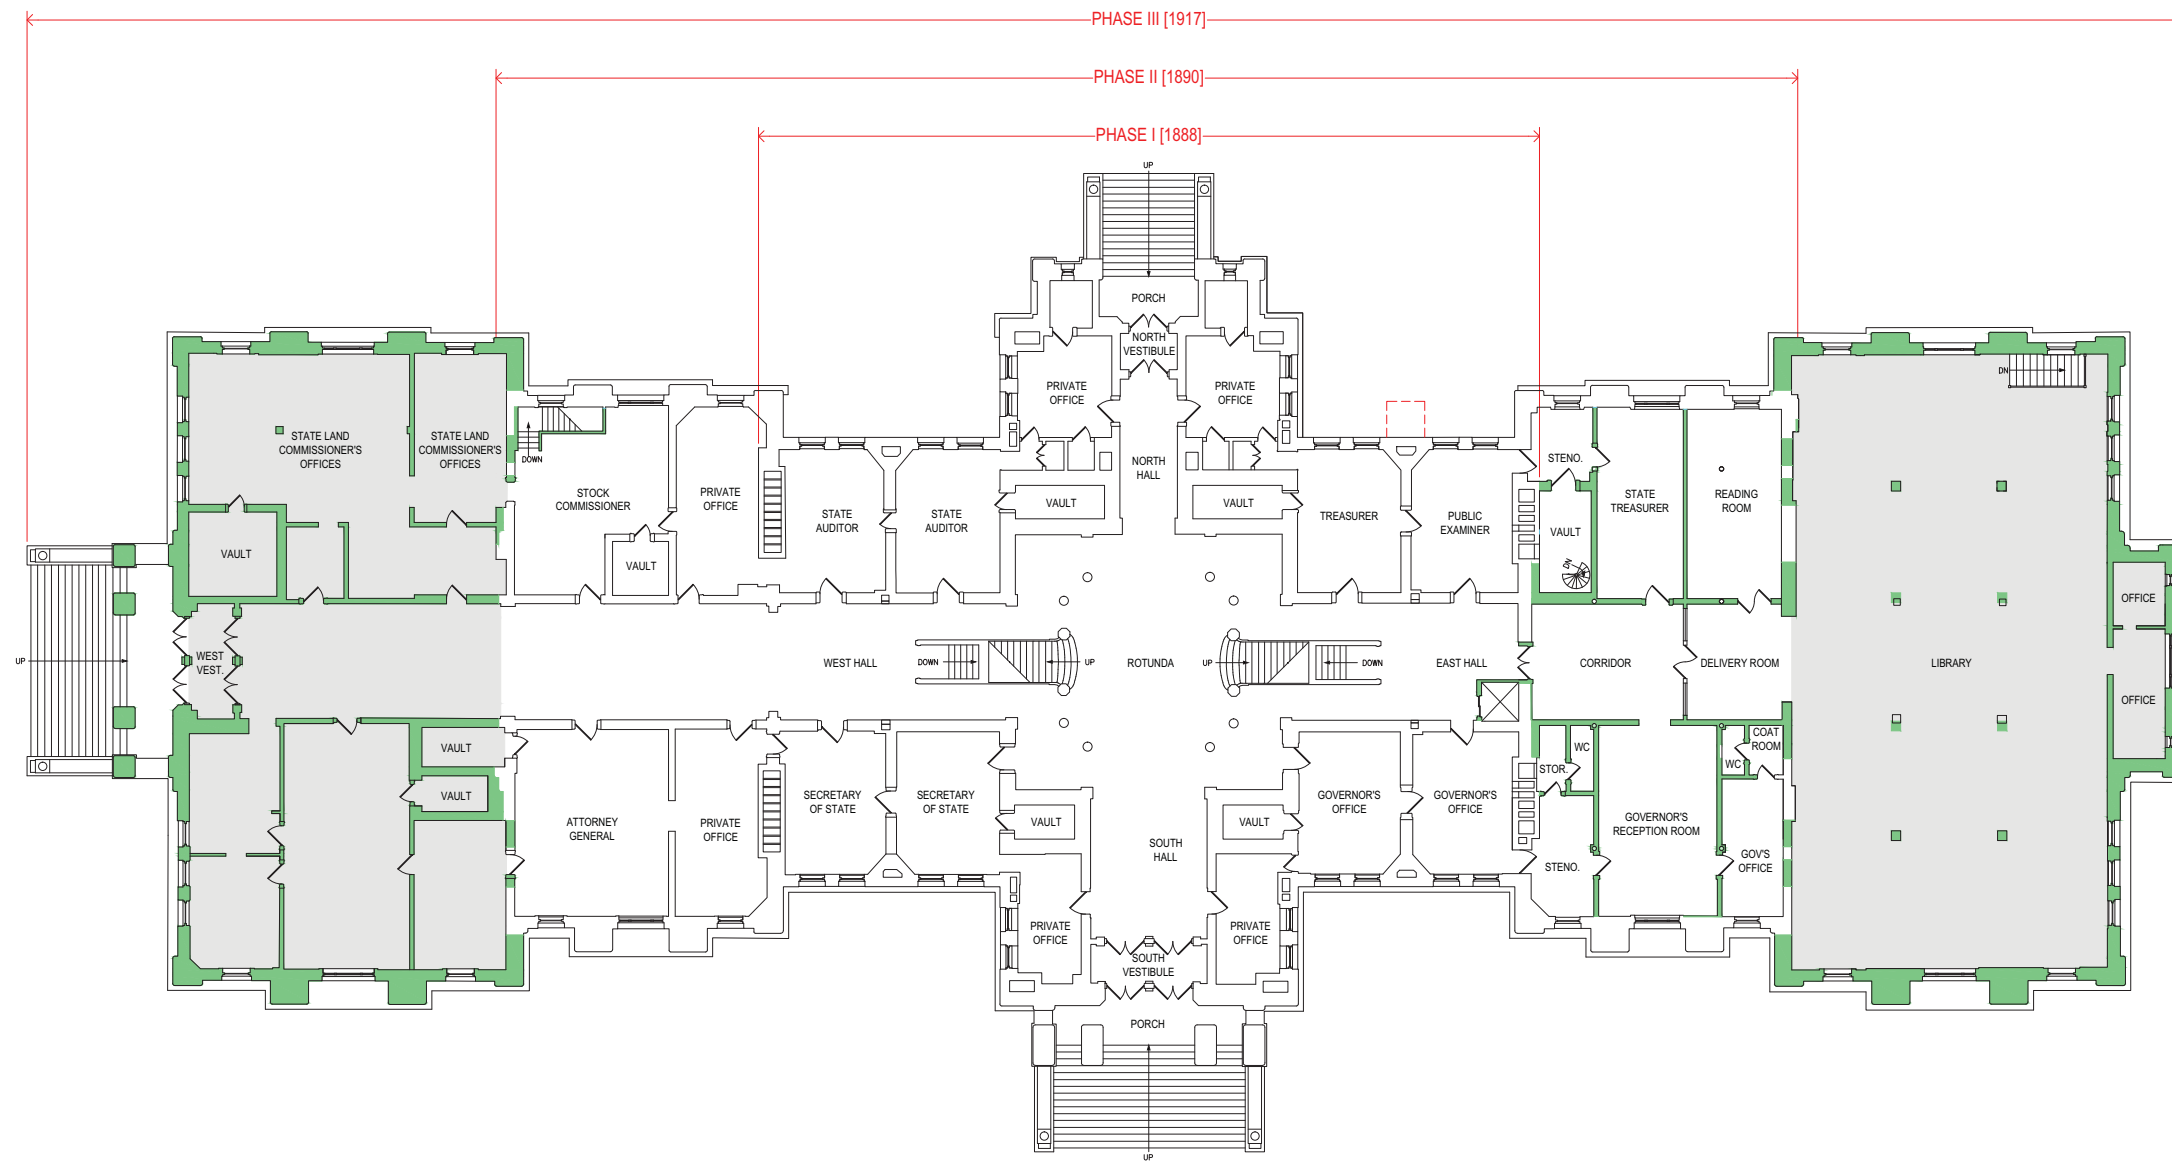 PHASE III [1917]
PHASE II [1890]
PHASE I [1888]
UP
PORCH
NORTH
VESTIBULE
PRIVATE
OFFICE
PRIVATE
OFFICE
DN
STATE LAND
COMMISSIONER'S
OFFICES
STATE LAND
COMMISSIONER'S
OFFICES
DOWN
STOCK
COMMISSIONER
PRIVATE
OFFICE
STATE
AUDITOR
STATE
AUDITOR
VAULT
NORTH
HALL
VAULT
TREASURER
PUBLIC
EXAMINER
STENO.
VAULT
DN
STATE
TREASURER
READING
ROOM
VAULT
VAULT
OFFICE
UP
WEST
VEST.
WEST HALL
DOWN
UP
ROTUNDA
UP
DOWN
EAST HALL
CORRIDOR
DELIVERY ROOM
LIBRARY
OFFICE
VAULT
VAULT
ATTORNEY
GENERAL
PRIVATE
OFFICE
SECRETARY
OF STATE
SECRETARY
OF STATE
VAULT
SOUTH
HALL
VAULT
GOVERNOR'S
OFFICE
GOVERNOR'S
OFFICE
STOR.
WC
WC
COAT
ROOM
GOVERNOR'S
RECEPTION ROOM
STENO.
GOV'S
OFFICE
PRIVATE
OFFICE
PRIVATE
OFFICE
SOUTH
VESTIBULE
PORCH
UP